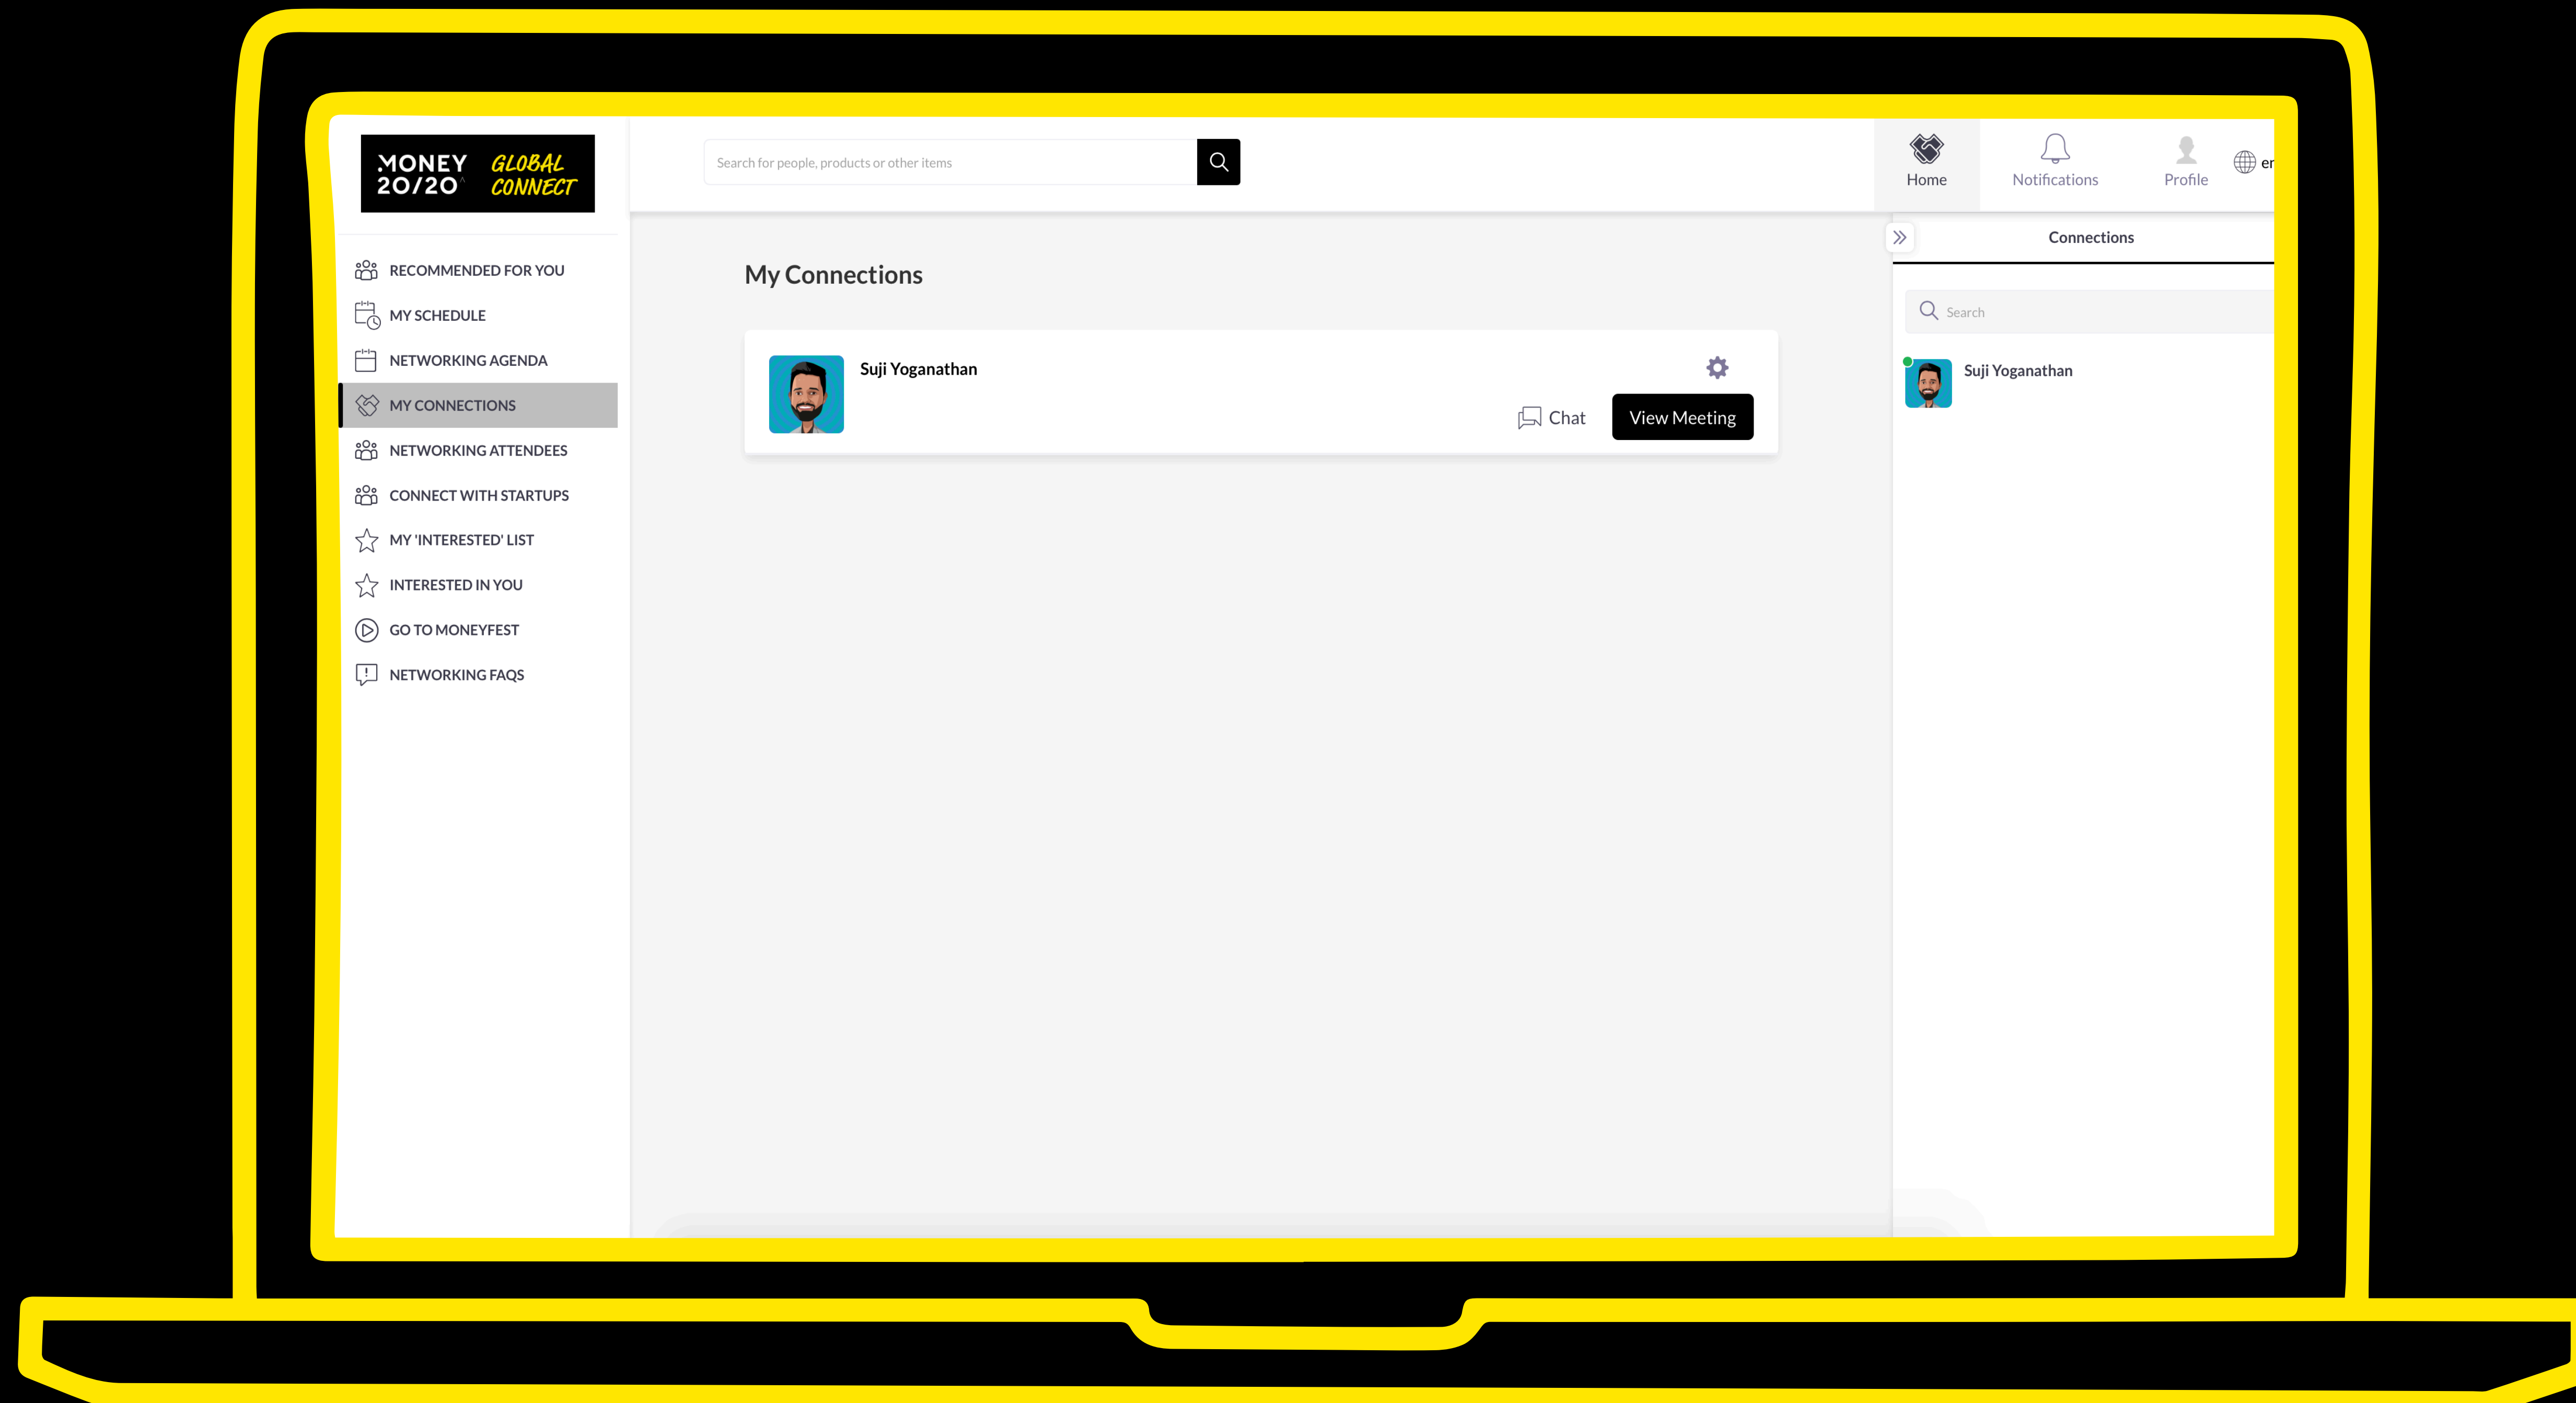 MONEY
20/20
GLOBAL
CONNECT
Search for people, products or other items
Home
Notifications
Profile
en
RECOMMENDED FOR YOU
MY SCHEDULE
NETWORKING AGENDA
MY CONNECTIONS
NETWORKING ATTENDEES
CONNECT WITH STARTUPS
MY 'INTERESTED' LIST
INTERESTED IN YOU
GO TO MONEYFEST
NETWORKING FAQS
My Connections
Suji Yoganathan
Chat
View Meeting
Connections
Search
Suji Yoganathan